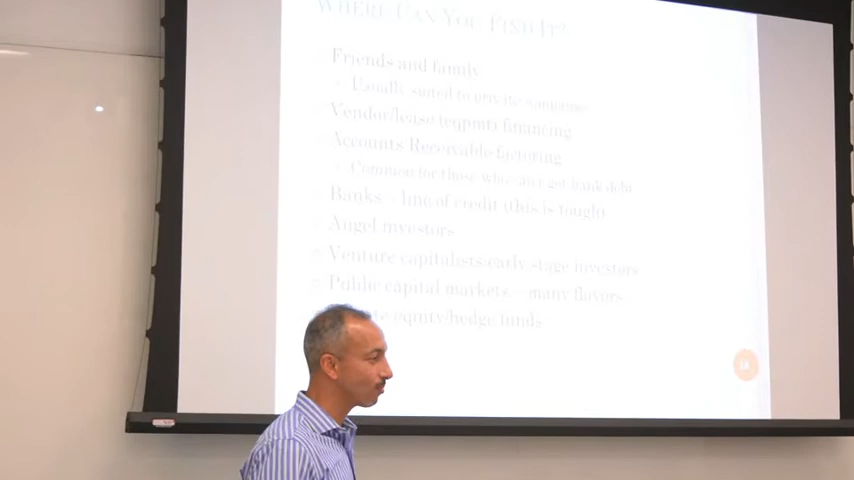 WHERE CAN YOU FIND IT?
Friends and family
Usually suited to private
Vendor/lease (eqpmt) financing
Accounts Receivable factoring
Common for those who can't get bank debt
Banks – line of credit (this is tough)
Angel investors
Venture capitalists/early stage investors
Public capital markets – many flavors
equity/hedge funds